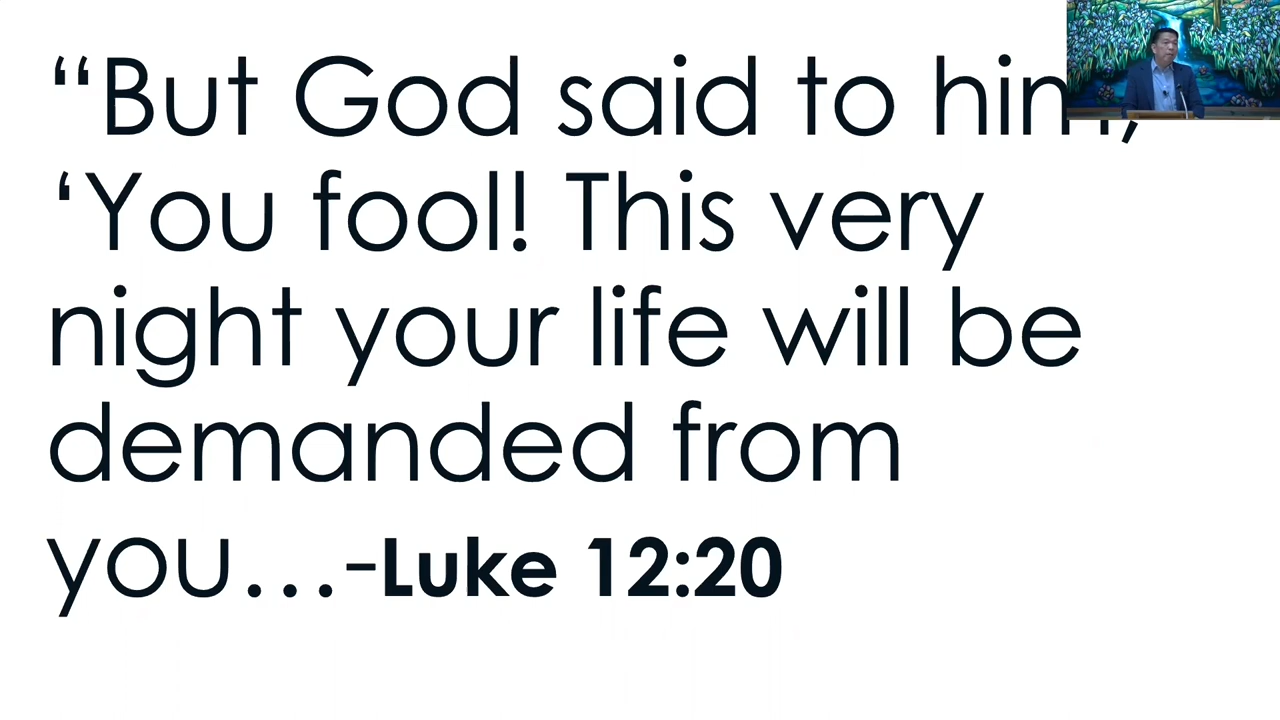 “But God said to him,
‘You fool! This very
night your life will be
demanded from
you...-Luke 12:20